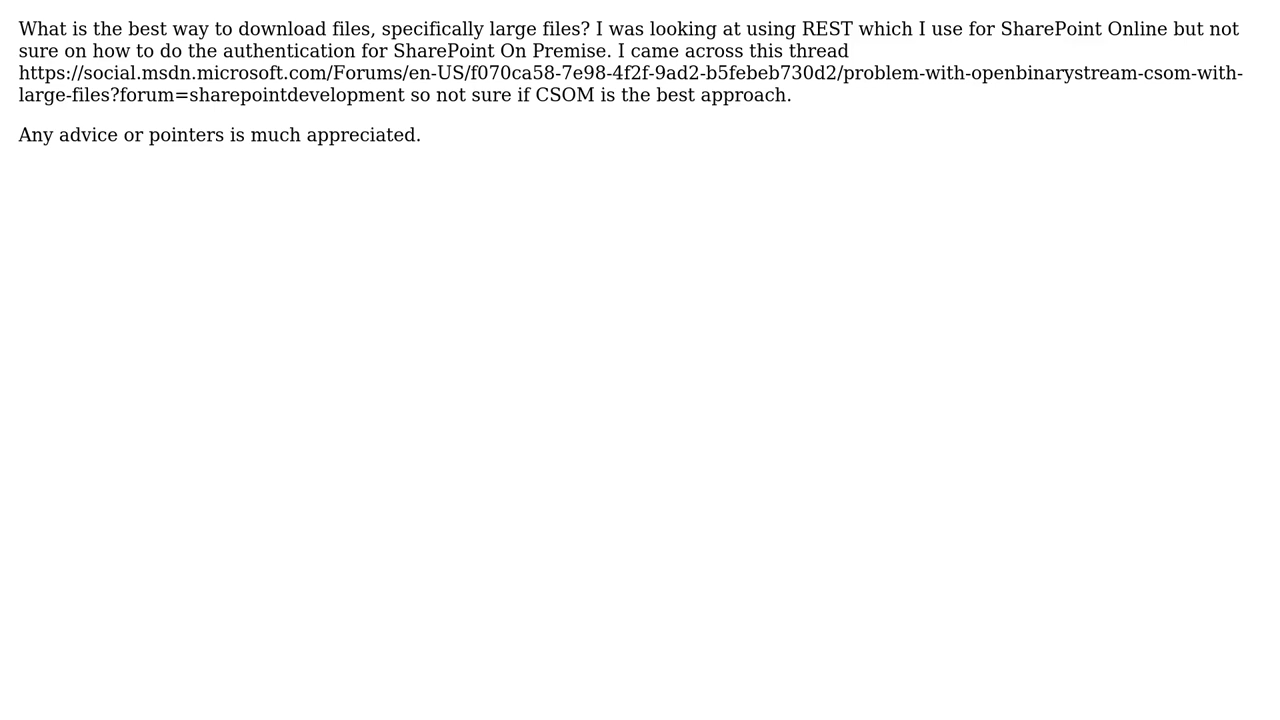 What is the best way to download files, specifically large files? I was looking at using REST which I use for SharePoint Online but not
sure on how to do the authentication for SharePoint On Premise. I came across this thread
https://social.msdn.microsoft.com/Forums/en-US/f070ca58-7e98-4f2f-9ad2-b5febeb730d2/problem-with-openbinarystream-csom-with-
large-files?forum=sharepointdevelopment so not sure if CSOM is the best approach.
Any advice or pointers is much appreciated.